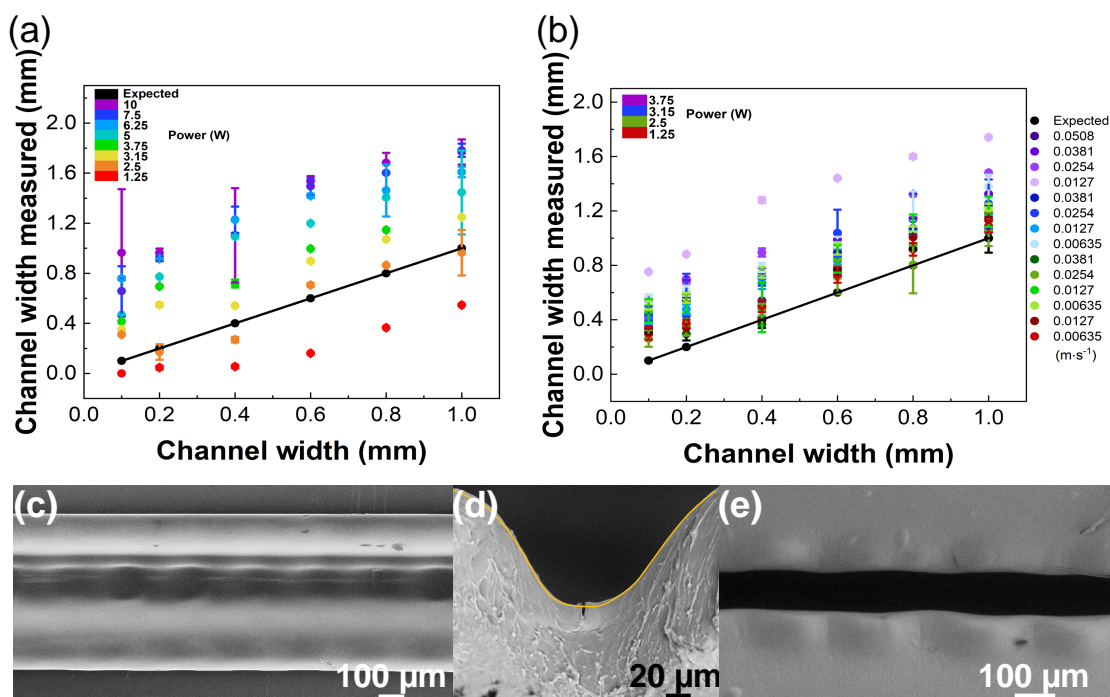 (a)
Channel width measured (mm)
2.0
1.6
1.2
0.8
0.4
0.0
Expected
10
7.5
6.25
5
3.75
3.15
2.5
1.25
Power (W)
0.0 0.2 0.4 0.6 0.8 1.0
Channel width (mm)
(b)
Channel width measured (mm)
2.0
1.6
1.2
0.8
0.4
0.0
3.75
3.15
2.5
1.25
Power (W)
0.0 0.2 0.4 0.6 0.8 1.0
Channel width (mm)
Expected
0.0508
0.0381
0.0254
0.0127
0.0381
0.0254
0.0127
0.00635
0.0381
0.0254
0.0127
0.00635
0.0127
0.00635
(m·s⁻¹)
(c)
100 µm
(d)
20 µm
(e)
100 µm